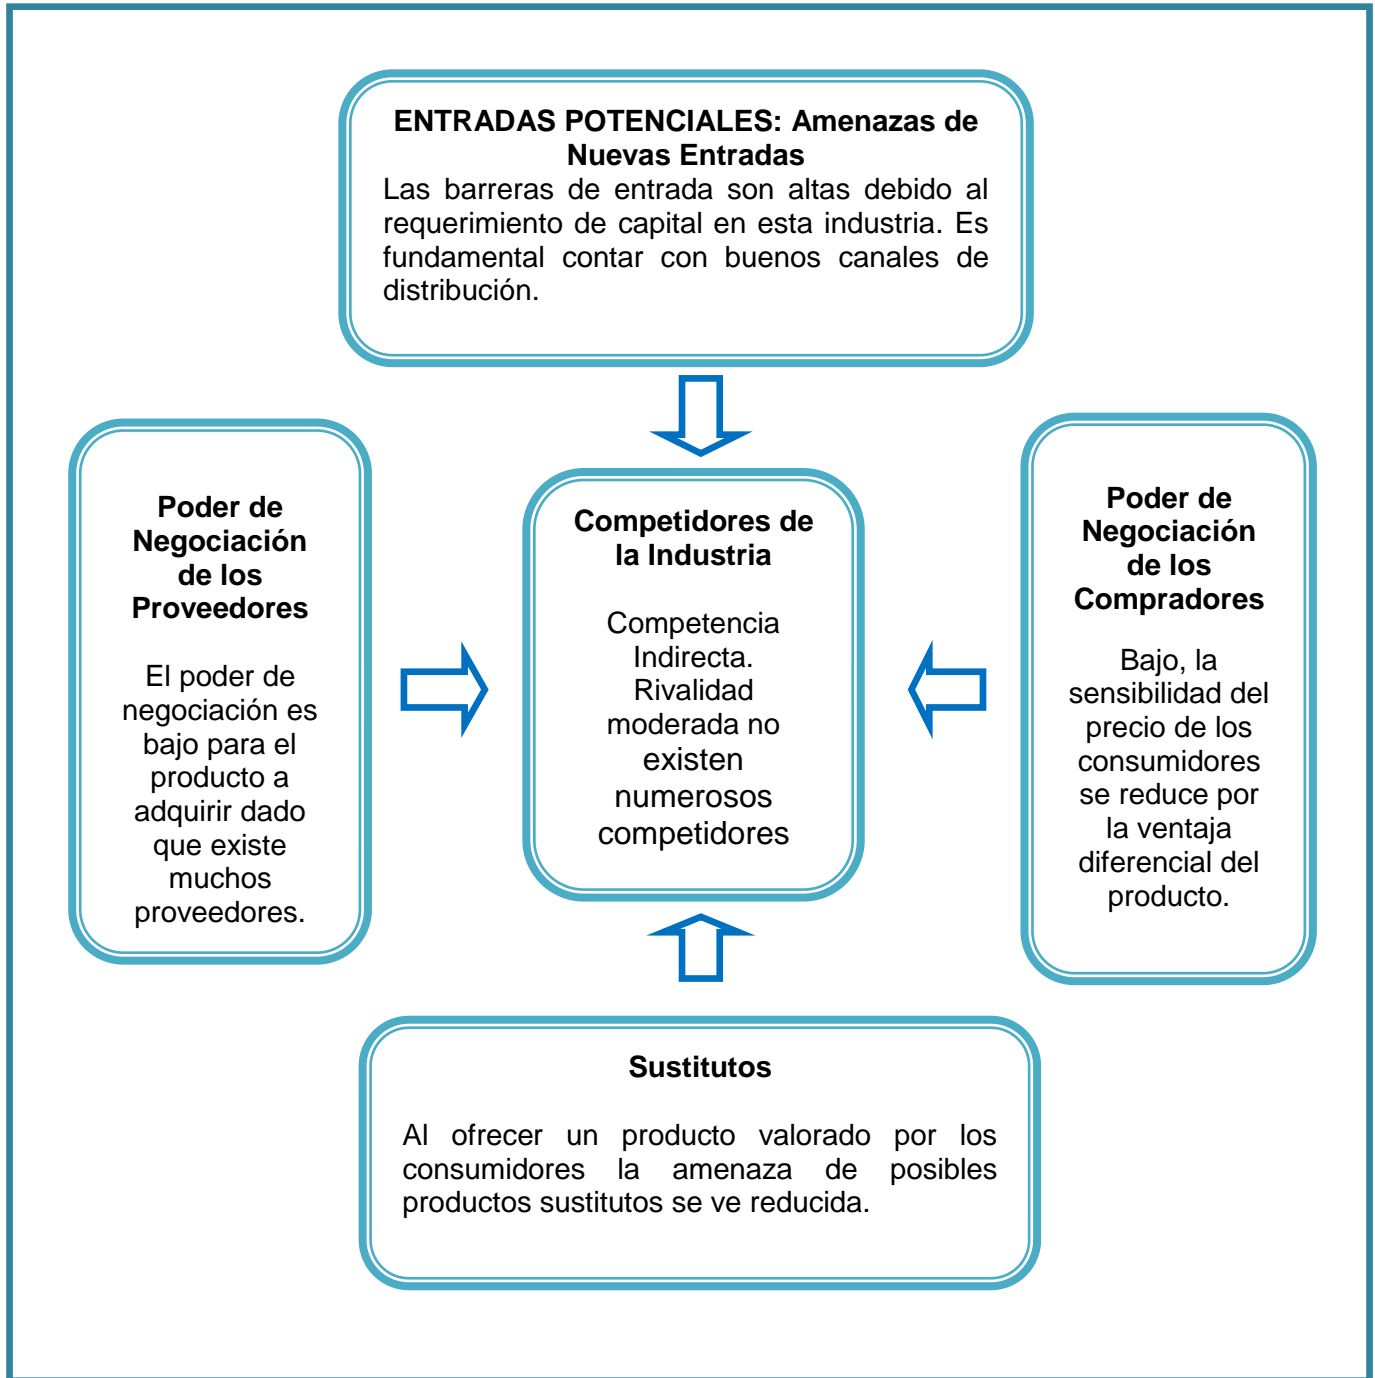 ENTRADAS POTENCIALES: Amenazas de
Nuevas Entradas
Las barreras de entrada son altas debido al
requerimiento de capital en esta industria. Es
fundamental contar con buenos canales de
distribución.
Poder de
Negociación
de los
Proveedores
El poder de
negociación es
bajo para el
producto a
adquirir dado
que existe
muchos
proveedores.
Competidores de
la Industria
Competencia
Indirecta.
Rivalidad
moderada no
existen
numerosos
competidores
Poder de
Negociación
de los
Compradores
Bajo, la
sensibilidad del
precio de los
consumidores
se reduce por
la ventaja
diferencial del
producto.
Sustitutos
Al ofrecer un producto valorado por los
consumidores la amenaza de posibles
productos sustitutos se ve reducida.